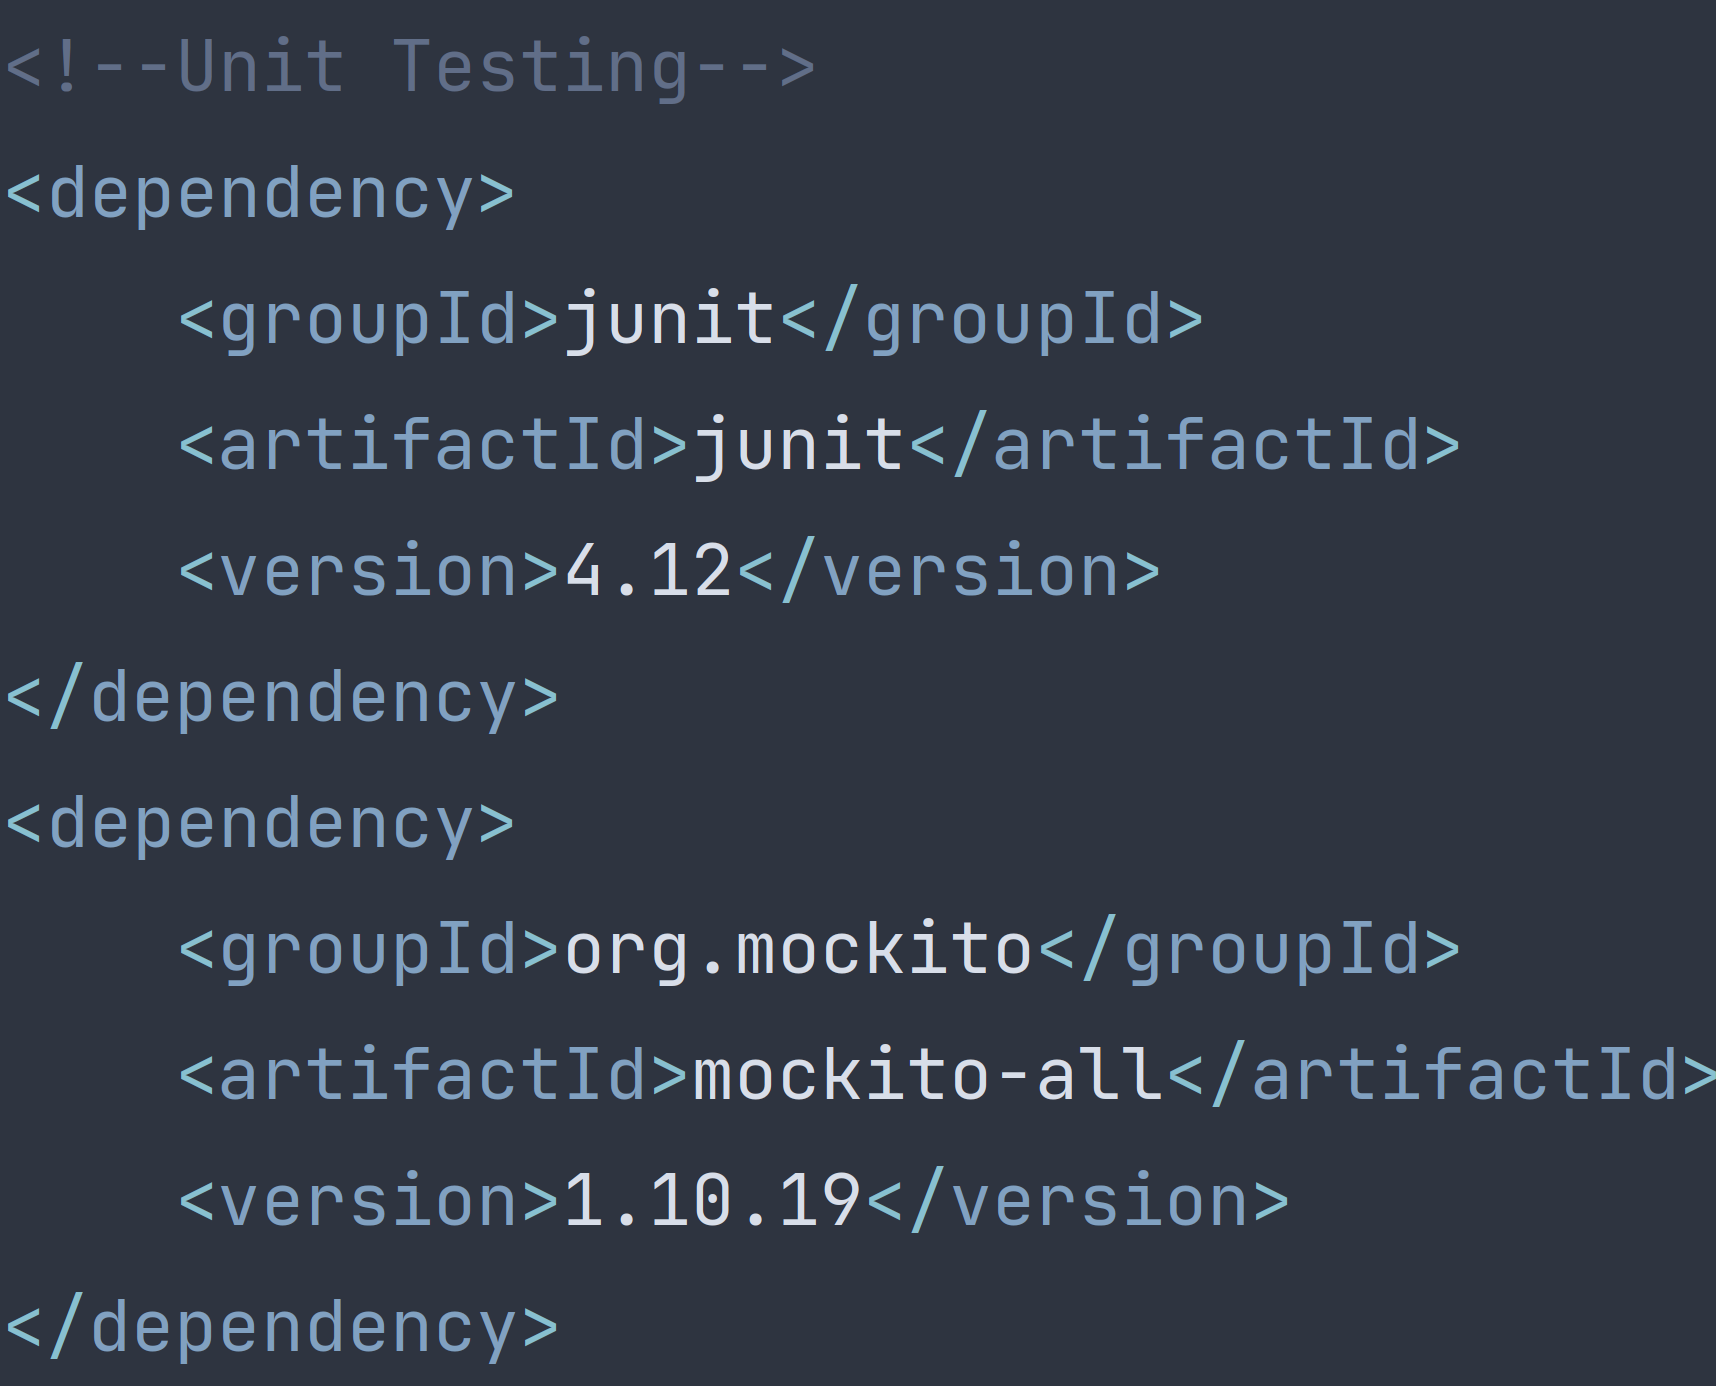 <!--Unit Testing-->
<dependency>
    <groupId>junit</groupId>
    <artifactId>junit</artifactId>
    <version>4.12</version>
</dependency>
<dependency>
    <groupId>org.mockito</groupId>
    <artifactId>mockito-all</artifactId>
    <version>1.10.19</version>
</dependency>